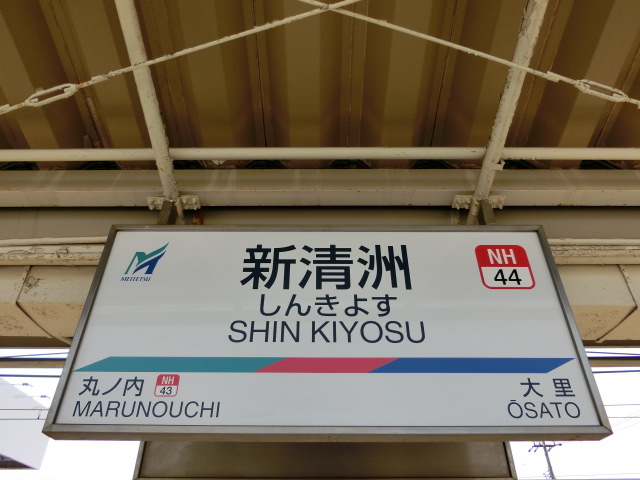 MEITETSU
新清洲
しんきよす
SHIN KIYOSU
NH
44
丸ノ内
NH
43
MARUNOUCHI
大里
ŌSATO